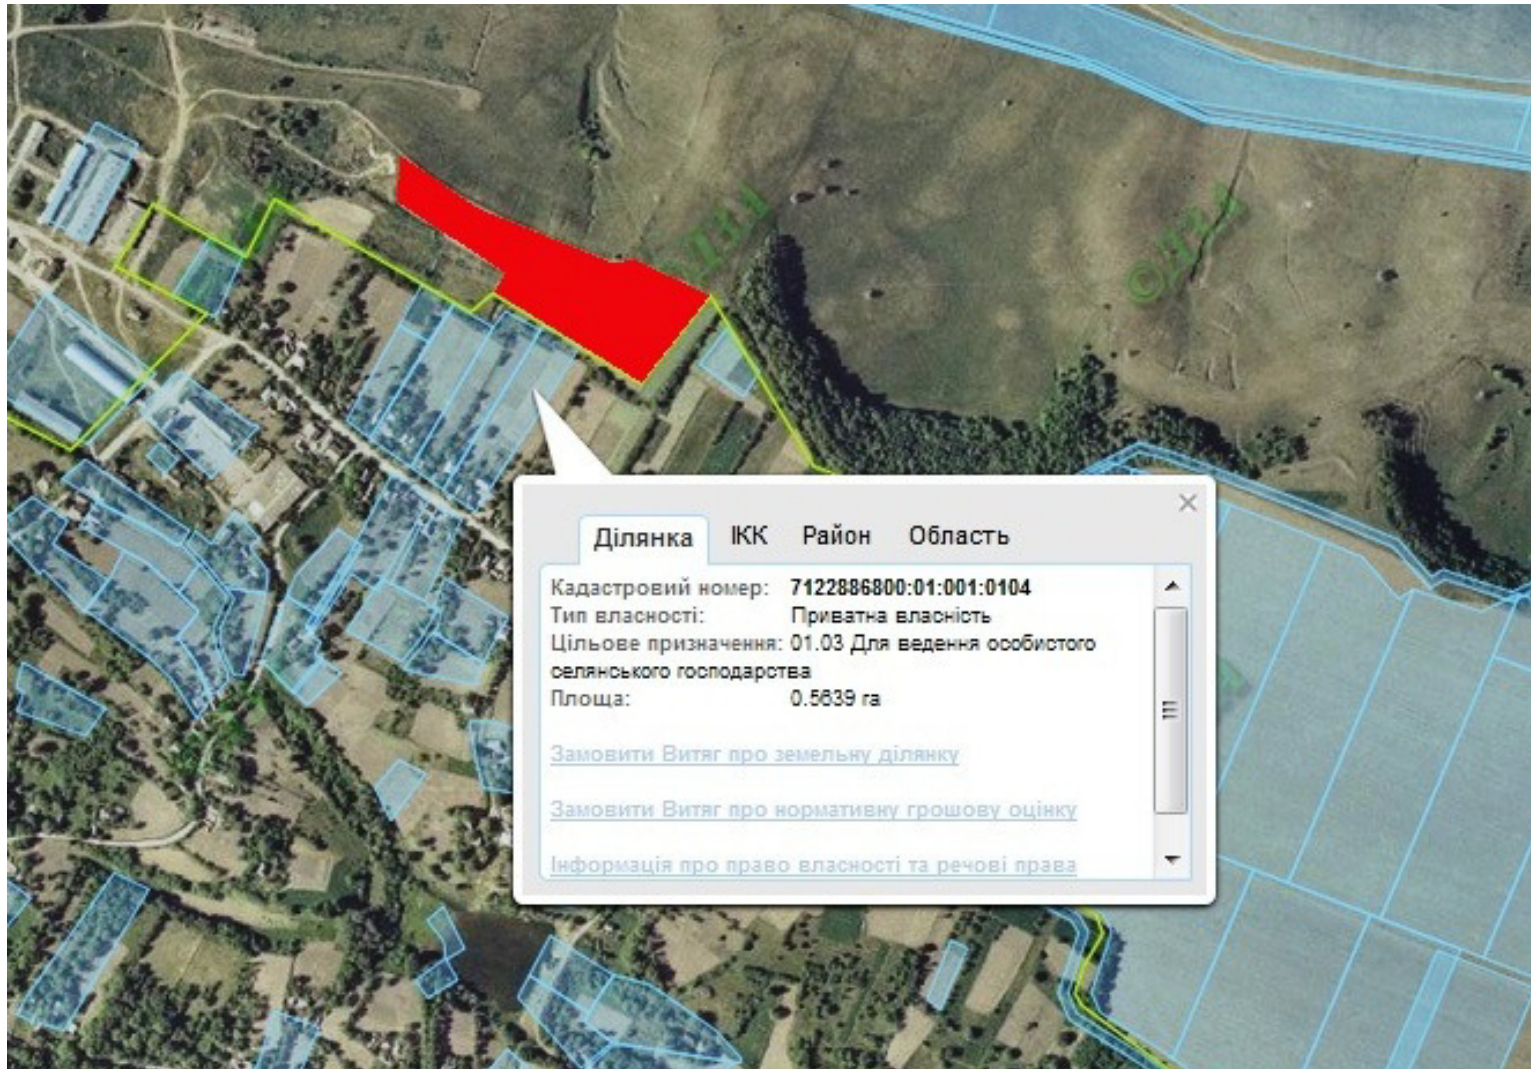 ©ДЗК
Ділянка ІКК Район Область
Кадастровий номер: 7122886800:01:001:0104
Тип власності: Приватна власність
Цільове призначення: 01.03 Для ведення особистого
селянського господарства
Площа: 0.5639 га
Замовити Витяг про земельну ділянку
Замовити Витяг про нормативну грошову оцінку
Інформація про право власності та речові права